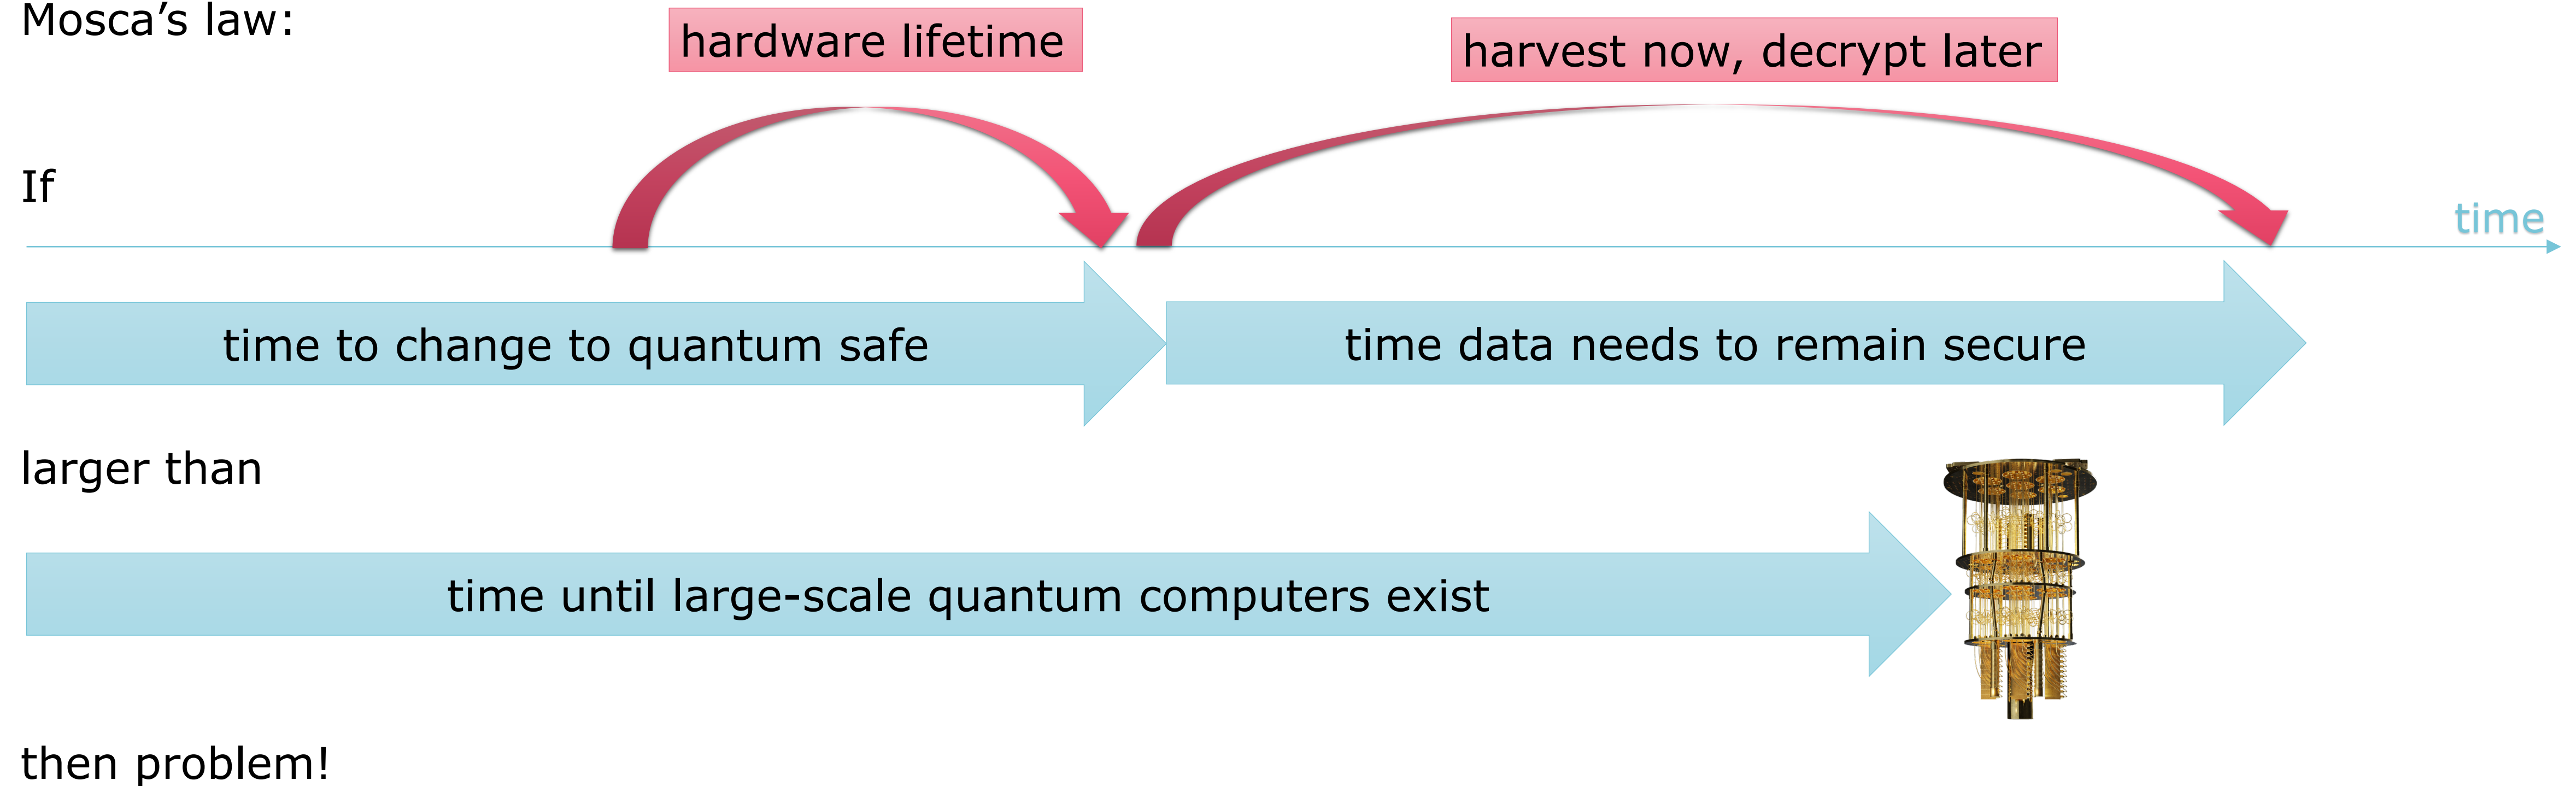 Mosca’s law:
hardware lifetime
harvest now, decrypt later
If
time
time to change to quantum safe
time data needs to remain secure
larger than
time until large-scale quantum computers exist
then problem!